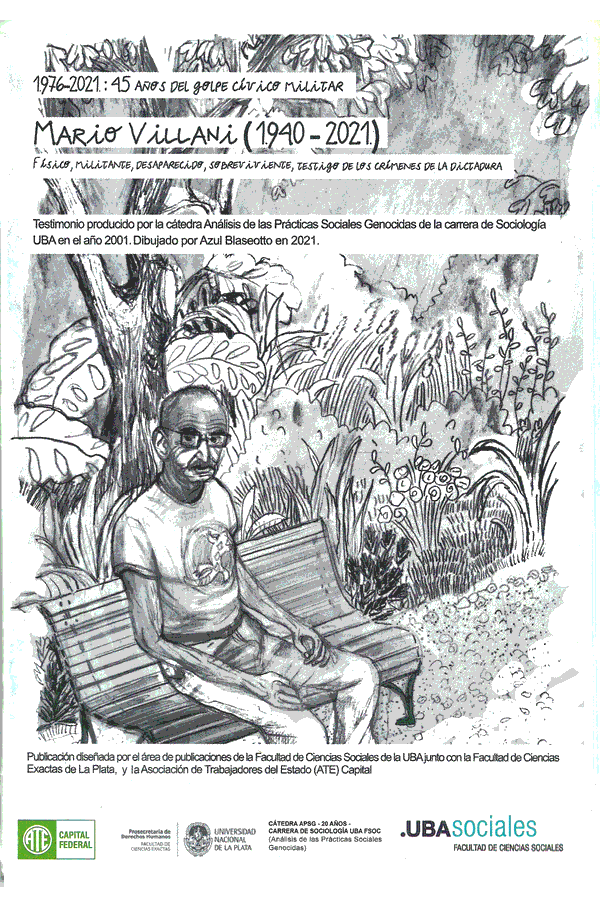 1976-2021: 45 AÑOS DEL GOLPE CÍVICO MILITAR
MARIO VILLANI (1940-2021)
FÍSICO, MILITANTE, DESAPARECIDO, SOBREVIVIENTE, TESTIGO DE LOS CRÍMENES DE LA DICTADURA
Testimonio producido por la cátedra Análisis de las Prácticas Sociales Genocidas de la carrera de Sociología
UBA en el año 2001. Dibujado por Azul Blaseotto en 2021.
Publicación diseñada por el área de publicaciones de la Facultad de Ciencias Sociales de la UBA junto con la Facultad de Ciencias
Exactas de La Plata, y la Asociación de Trabajadores del Estado (ATE) Capital
ATE
CAPITAL
FEDERAL
Prosecretaría de
Derechos Humanos
FACULTAD DE
CIENCIAS EXACTAS
UNIVERSIDAD
NACIONAL
DE LA PLATA
CÁTEDRA APSG - 20 AÑOS -
CARRERA DE SOCIOLOGÍA UBA FSOC
(Análisis de las Prácticas Sociales
Genocidas)
.UBAsociales
FACULTAD DE CIENCIAS SOCIALES